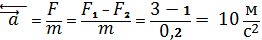 a⃡ = F/m = (F₁ − F₂)/m = (3 − 1)/0,2 = 10 м/с²